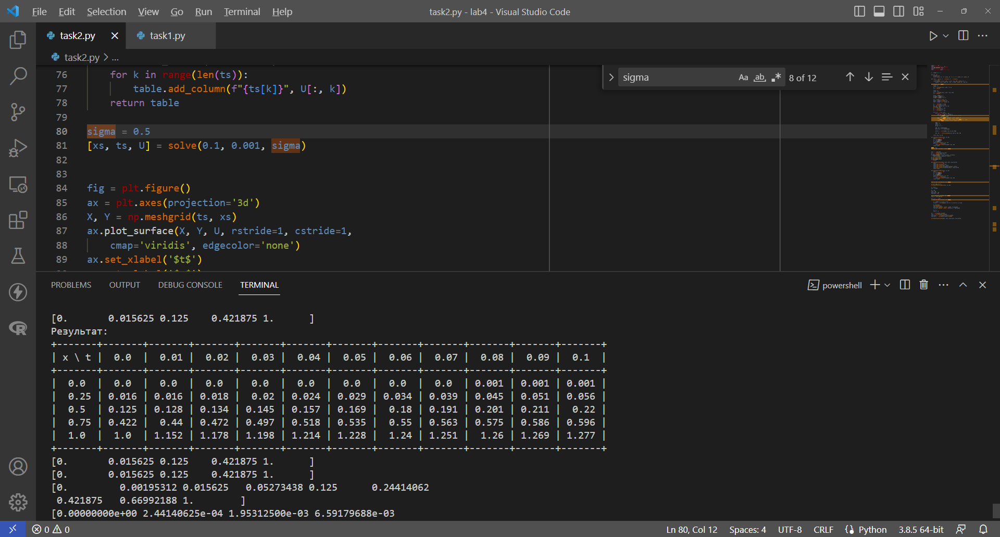 File Edit Selection View Go Run Terminal Help
task2.py - lab4 - Visual Studio Code
task2.py
task1.py
task2.py > ...
76 for k in range(len(ts)):
77 table.add_column(f"{ts[k]}", U[:, k])
78 return table
79
80 sigma = 0.5
81 [xs, ts, U] = solve(0.1, 0.001, sigma)
82
83
84 fig = plt.figure()
85 ax = plt.axes(projection='3d')
86 X, Y = np.meshgrid(ts, xs)
87 ax.plot_surface(X, Y, U, rstride=1, cstride=1,
88 cmap='viridis', edgecolor='none')
89 ax.set_xlabel('$t$')
sigma Aa ab 8 of 12
PROBLEMS OUTPUT DEBUG CONSOLE TERMINAL
powershell
[0.       0.015625 0.125    0.421875 1.      ]
Результат:
+-------+-------+-------+-------+-------+-------+-------+-------+-------+-------+-------+-------+
| x \ t |  0.0  |  0.01 |  0.02 |  0.03 |  0.04 |  0.05 |  0.06 |  0.07 |  0.08 |  0.09 |  0.1  |
+-------+-------+-------+-------+-------+-------+-------+-------+-------+-------+-------+-------+
|  0.0  |  0.0  |  0.0  |  0.0  |  0.0  |  0.0  |  0.0  |  0.0  |  0.0  | 0.001 | 0.001 | 0.001 |
|  0.25 | 0.016 | 0.016 | 0.018 |  0.02 | 0.024 | 0.029 | 0.034 | 0.039 | 0.045 | 0.051 | 0.056 |
|  0.5  | 0.125 | 0.128 | 0.134 | 0.145 | 0.157 | 0.169 |  0.18 | 0.191 | 0.201 | 0.211 |  0.22 |
|  0.75 | 0.422 |  0.44 | 0.472 | 0.497 | 0.518 | 0.535 |  0.55 | 0.563 | 0.575 | 0.586 | 0.596 |
|  1.0  |  1.0  | 1.152 | 1.178 | 1.198 | 1.214 | 1.228 |  1.24 | 1.251 |  1.26 | 1.269 | 1.277 |
+-------+-------+-------+-------+-------+-------+-------+-------+-------+-------+-------+-------+
[0.       0.015625 0.125    0.421875 1.      ]
[0.       0.015625 0.125    0.421875 1.      ]
[0.         0.00195312 0.015625   0.05273438 0.125      0.24414062
 0.421875   0.66992188 1.        ]
[0.00000000e+00 2.44140625e-04 1.95312500e-03 6.59179688e-03
0 0
Ln 80, Col 12 Spaces: 4 UTF-8 CRLF Python 3.8.5 64-bit